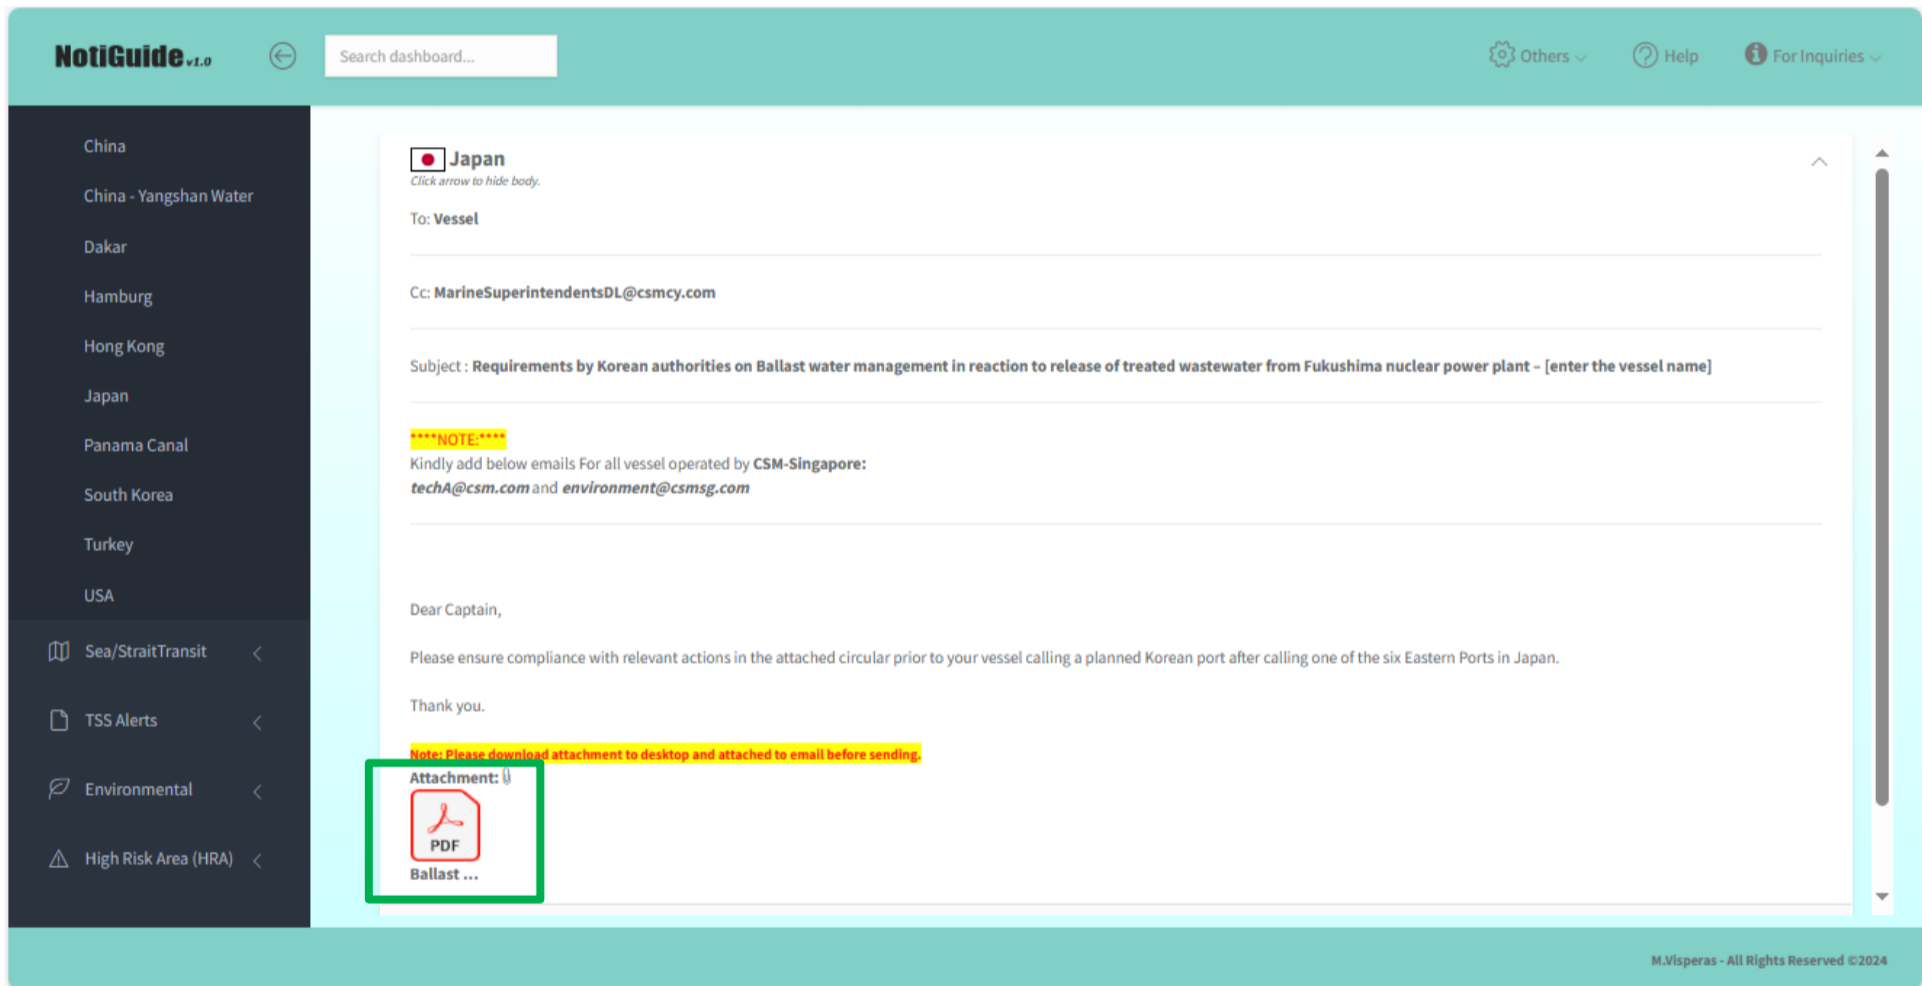 NotiGuide v1.0
Search dashboard...
Others
Help
For Inquiries
China
China - Yangshan Water
Dakar
Hamburg
Hong Kong
Japan
Panama Canal
South Korea
Turkey
USA
Sea/StraitTransit
TSS Alerts
Environmental
High Risk Area (HRA)
Japan
Click arrow to hide body.
To: Vessel
Cc: MarineSuperintendentsDL@csmcy.com
Subject : Requirements by Korean authorities on Ballast water management in reaction to release of treated wastewater from Fukushima nuclear power plant – [enter the vessel name]
****NOTE:****
Kindly add below emails For all vessel operated by CSM-Singapore:
techA@csm.com and environment@csmsg.com
Dear Captain,
Please ensure compliance with relevant actions in the attached circular prior to your vessel calling a planned Korean port after calling one of the six Eastern Ports in Japan.
Thank you.
Note: Please download attachment to desktop and attached to email before sending.
Attachment:
PDF
Ballast ...
M.Visperas - All Rights Reserved ©2024